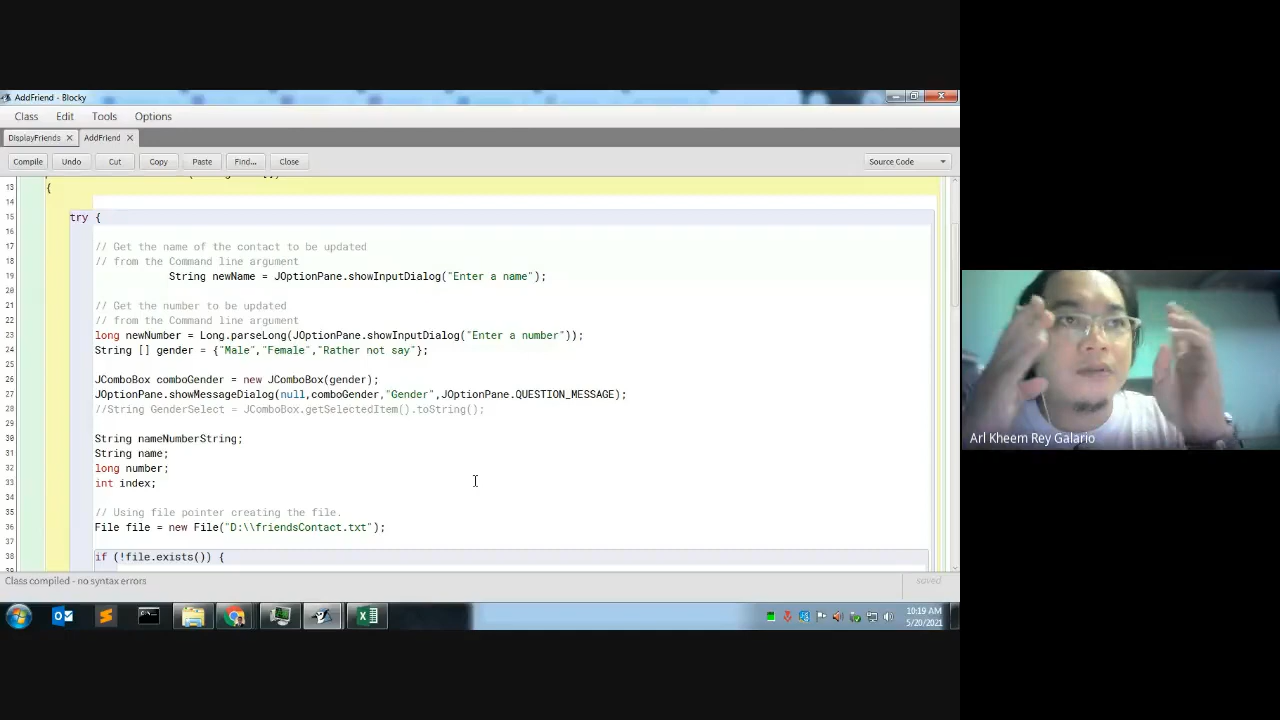 AddFriend - Blocky
Class Edit Tools Options
DisplayFriends × AddFriend ×
Compile Undo Cut Copy Paste Find... Close Source Code
13 {
14
15 try {
16
17 // Get the name of the contact to be updated
18 // from the Command line argument
19 String newName = JOptionPane.showInputDialog("Enter a name");
20
21 // Get the number to be updated
22 // from the Command line argument
23 long newNumber = Long.parseLong(JOptionPane.showInputDialog("Enter a number"));
24 String [] gender = {"Male","Female","Rather not say"};
25
26 JComboBox comboGender = new JComboBox(gender);
27 JOptionPane.showMessageDialog(null,comboGender,"Gender",JOptionPane.QUESTION_MESSAGE);
28 //String GenderSelect = JComboBox.getSelectedItem().toString();
29
30 String nameNumberString;
31 String name;
32 long number;
33 int index;
34
35 // Using file pointer creating the file.
36 File file = new File("D:\\friendsContact.txt");
37
38 if (!file.exists()) {
Class compiled - no syntax errors
saved
10:19 AM
5/20/2021
Arl Kheem Rey Galario